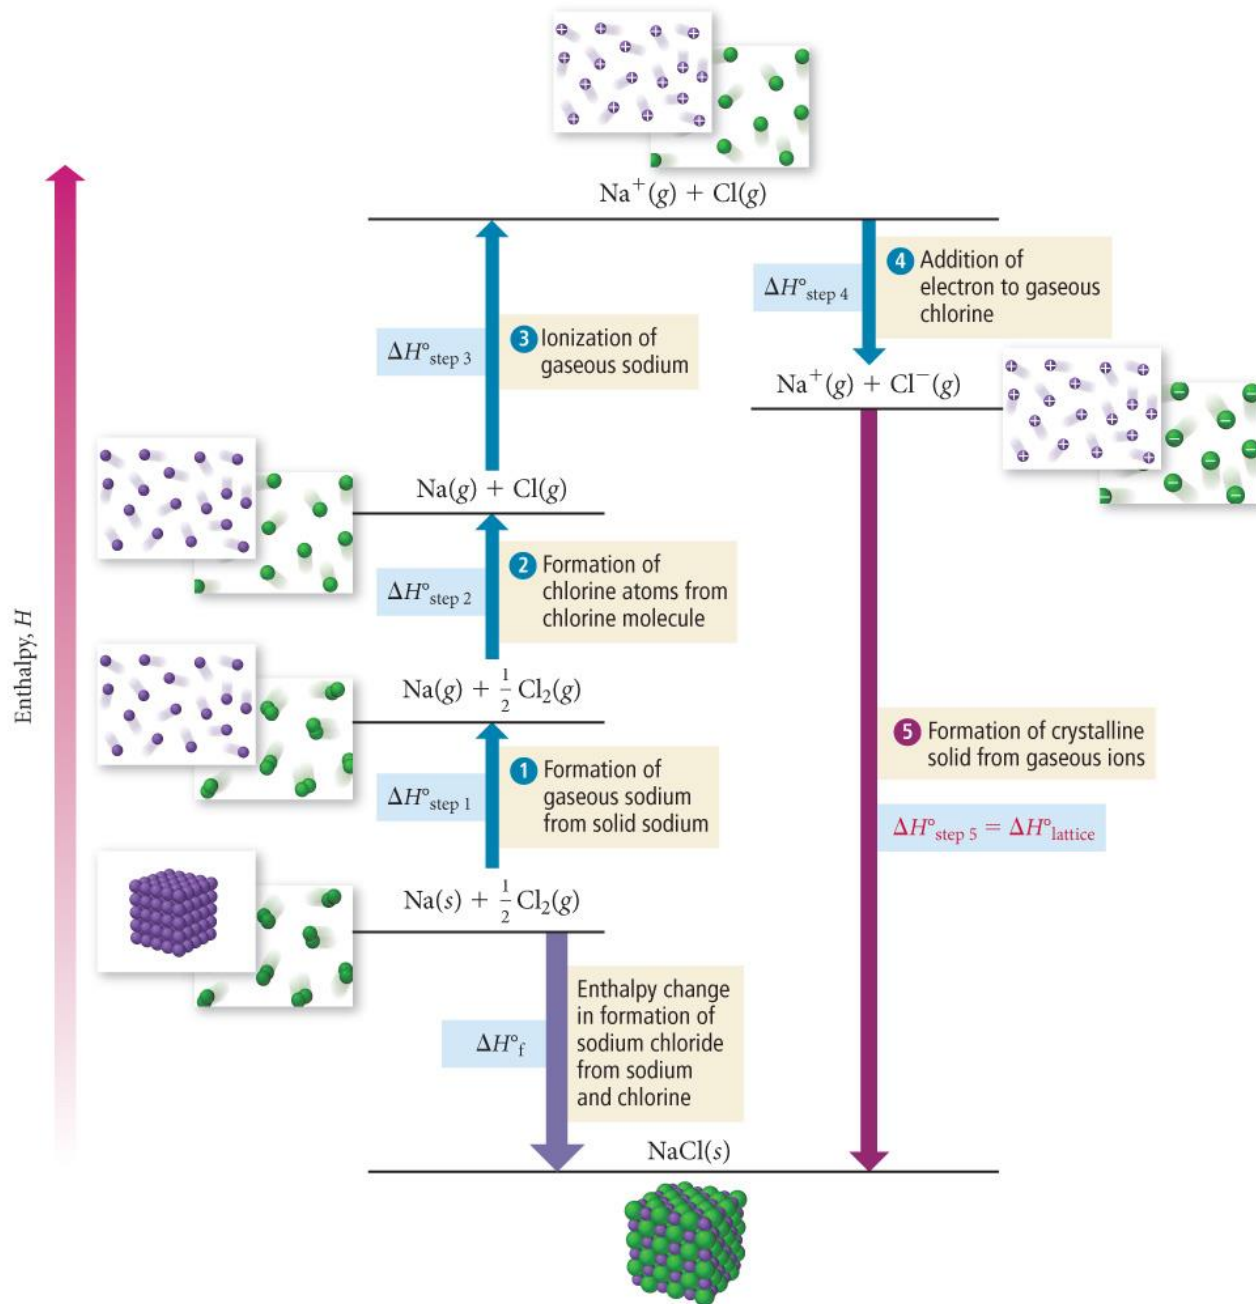 Na⁺(g) + Cl(g)
4 Addition of
electron to gaseous
chlorine
ΔH°step 4
3 Ionization of
gaseous sodium
ΔH°step 3
Na⁺(g) + Cl⁻(g)
Na(g) + Cl(g)
2 Formation of
chlorine atoms from
chlorine molecule
ΔH°step 2
Enthalpy, H
Na(g) + 1/2 Cl₂(g)
1 Formation of
gaseous sodium
from solid sodium
ΔH°step 1
5 Formation of crystalline
solid from gaseous ions
ΔH°step 5 = ΔH°lattice
Na(s) + 1/2 Cl₂(g)
Enthalpy change
in formation of
sodium chloride
from sodium
and chlorine
ΔH°f
NaCl(s)